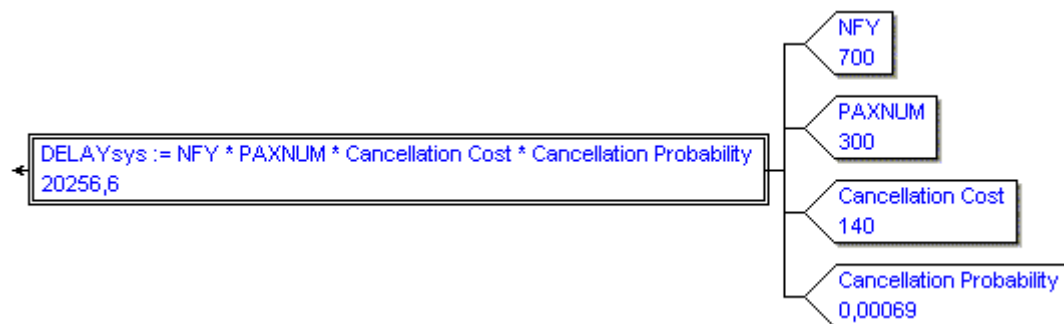 NFY
700
PAXNUM
300
DELAYsys := NFY * PAXNUM * Cancellation Cost * Cancellation Probability
20256,6
Cancellation Cost
140
Cancellation Probability
0,00069